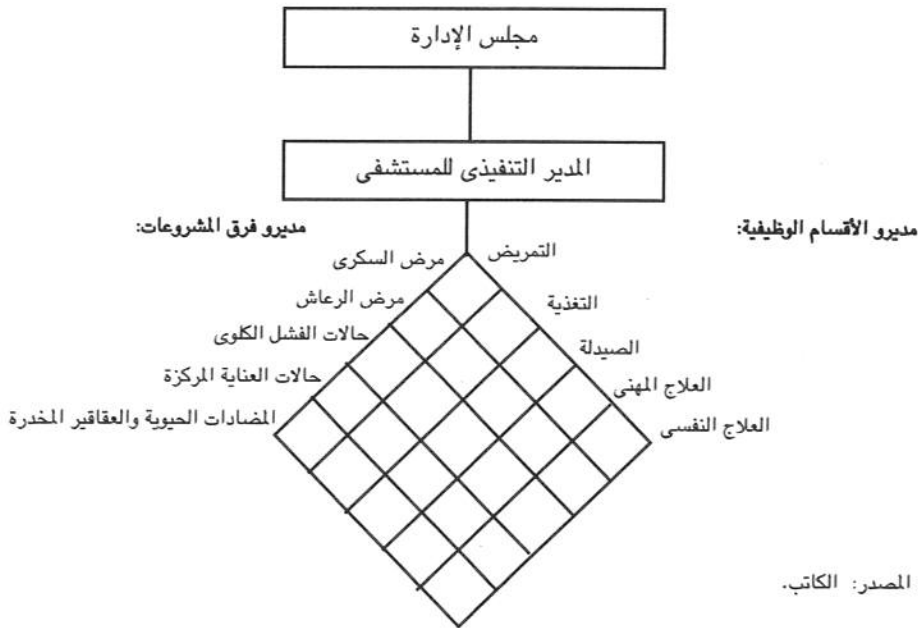 مجلس الإدارة
المدير التنفيذى للمستشفى
مديرو الأقسام الوظيفية:
مديرو فرق المشروعات:
التمريض
التغذية
الصيدلة
العلاج المهنى
العلاج النفسى
مرض السكرى
مرض الرعاش
حالات الفشل الكلوى
حالات العناية المركزة
المضادات الحيوية والعقاقير المخدرة
المصدر: الكاتب.